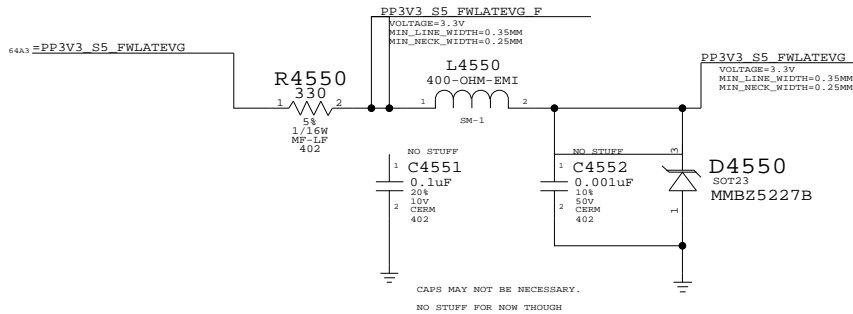 PP3V3_S5_FWLATEVG_F
VOLTAGE=3.3V
MIN_LINE_WIDTH=0.35MM
MIN_NECK_WIDTH=0.25MM
64A3 =PP3V3_S5_FWLATEVG
PP3V3_S5_FWLATEVG
VOLTAGE=3.3V
MIN_LINE_WIDTH=0.35MM
MIN_NECK_WIDTH=0.25MM
R4550
330
1 2
5%
1/16W
MF-LF
402
L4550
400-OHM-EMI
1 2
SM-1
NO STUFF
1 C4551
0.1uF
20%
2 10V
CERM
402
NO STUFF
1 C4552
0.001uF
10%
2 50V
CERM
402
3
D4550
SOT23
MMBZ5227B
1
CAPS MAY NOT BE NECESSARY.
NO STUFF FOR NOW THOUGH